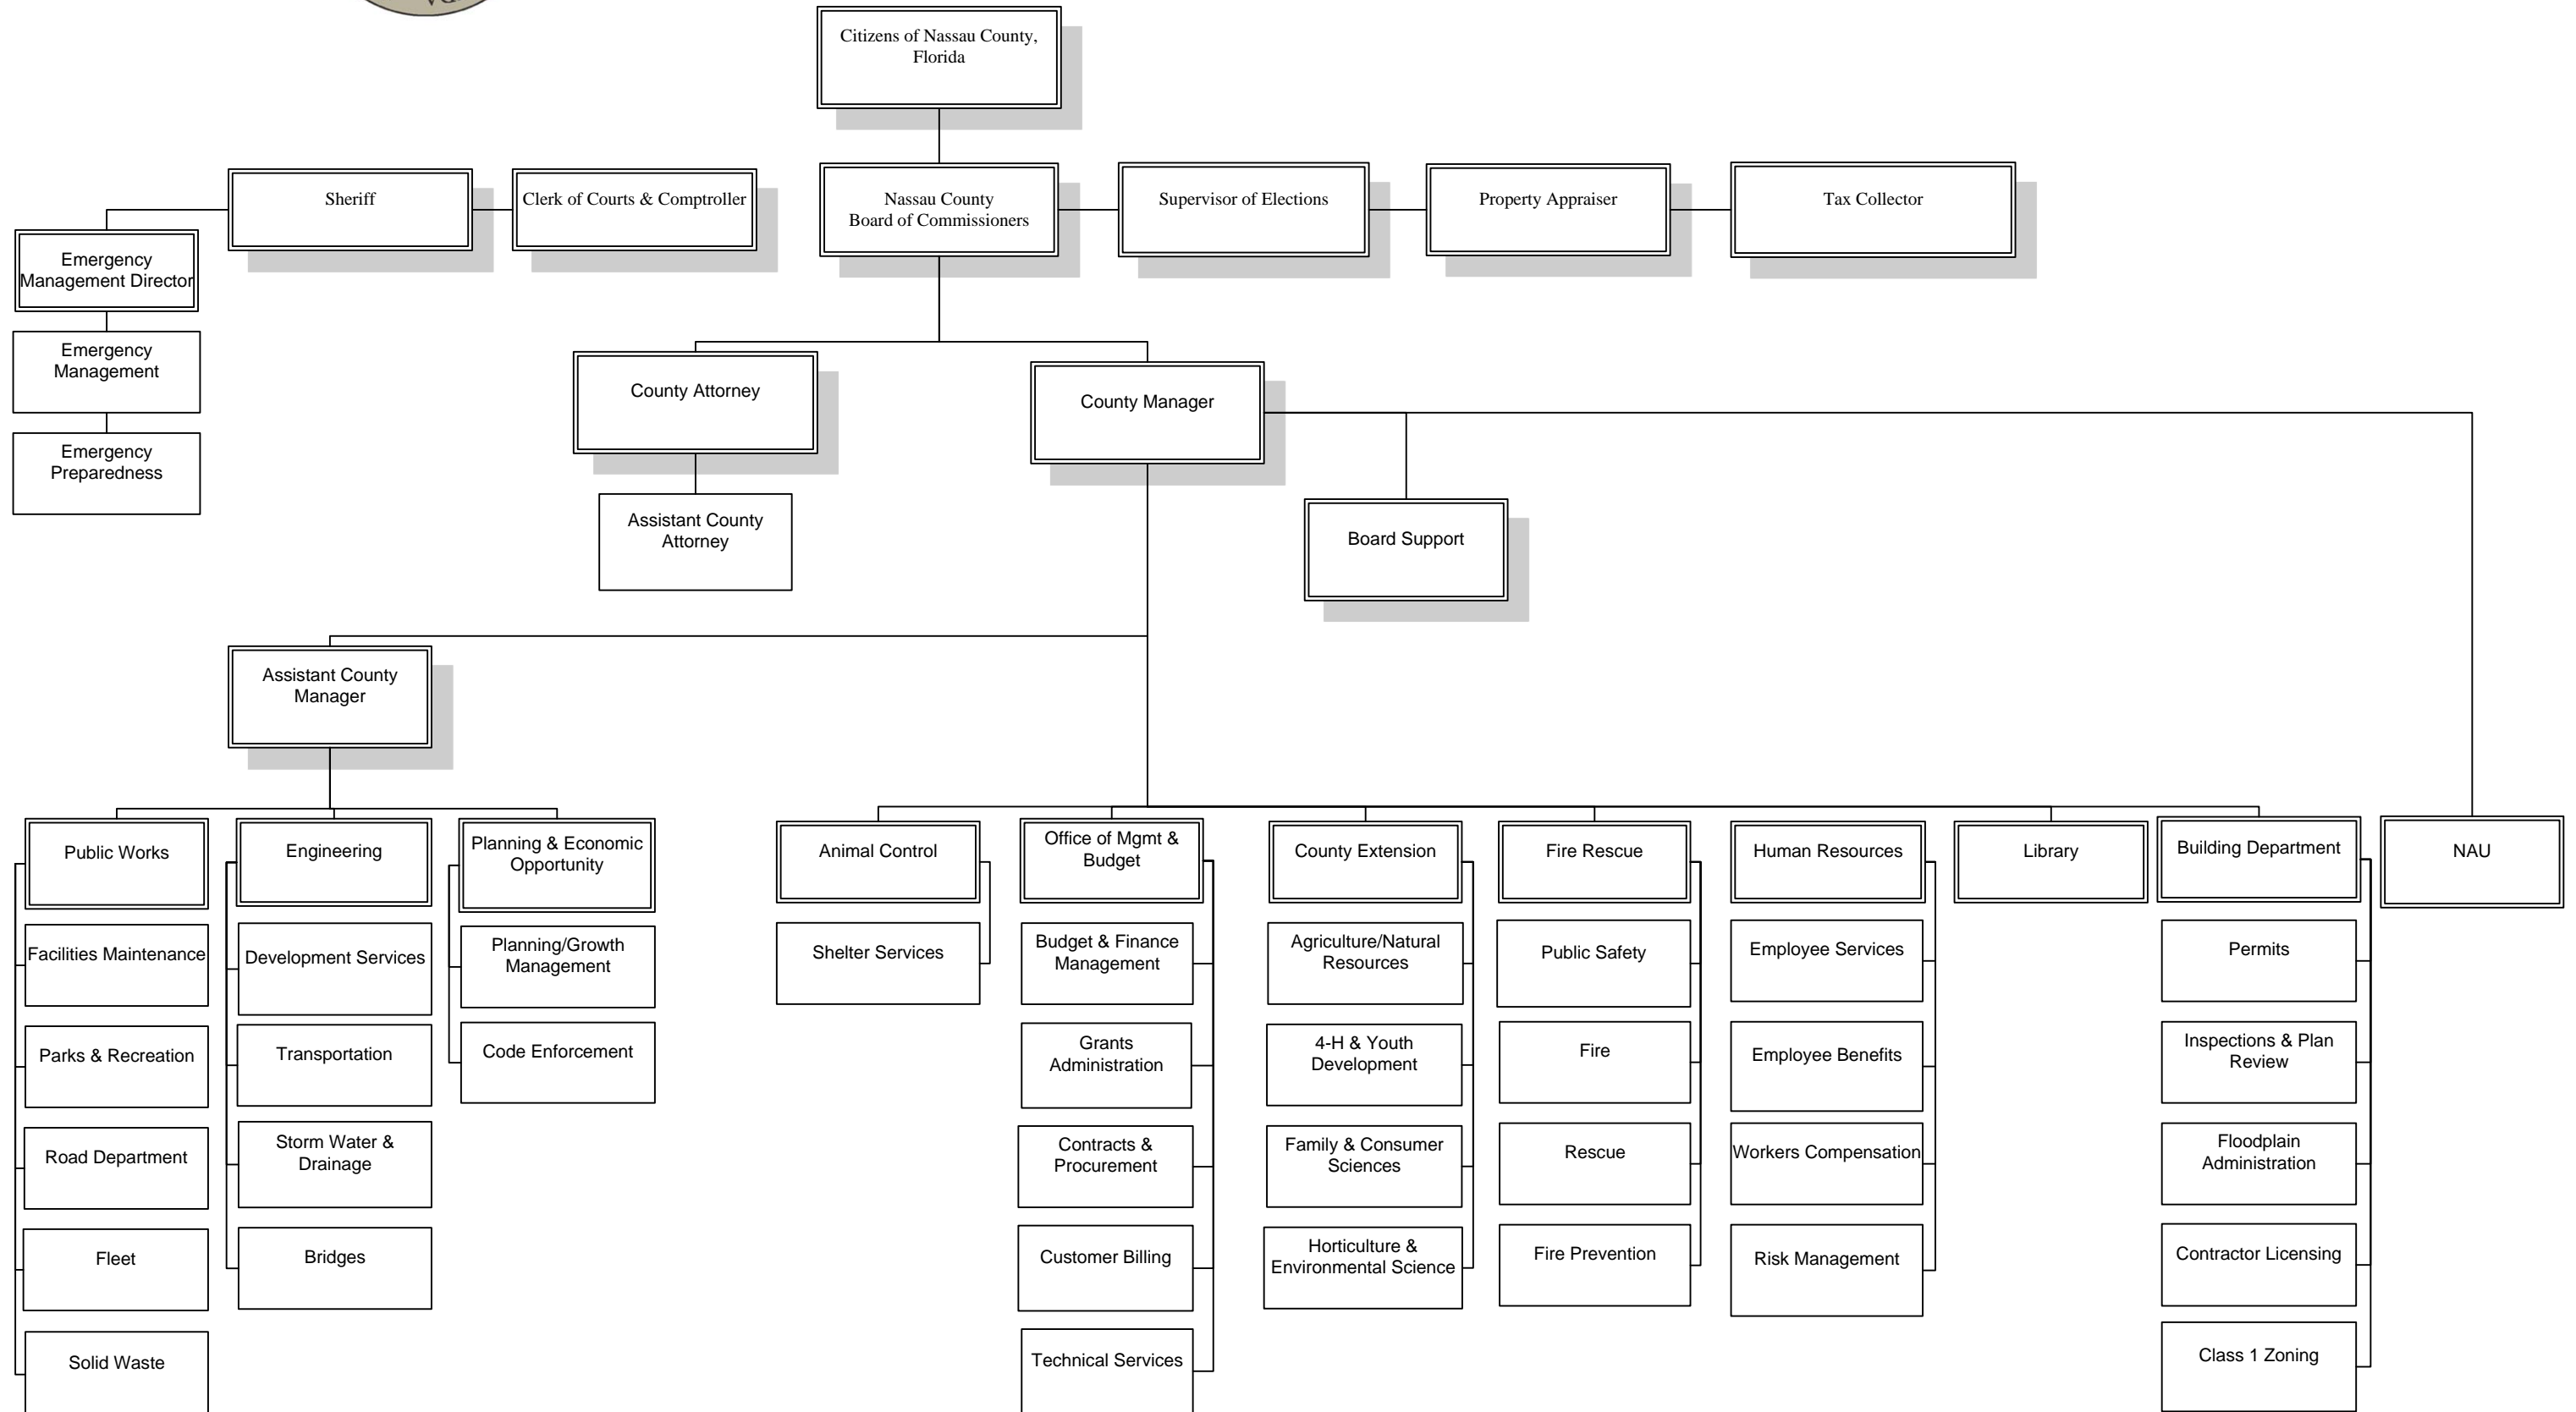 Citizens of Nassau County,
Florida
Sheriff
Clerk of Courts & Comptroller
Nassau County
Board of Commissioners
Supervisor of Elections
Property Appraiser
Tax Collector
Emergency
Management Director
Emergency
Management
Emergency
Preparedness
County Attorney
County Manager
Assistant County
Attorney
Board Support
Assistant County
Manager
Public Works
Engineering
Planning & Economic
Opportunity
Animal Control
Office of Mgmt &
Budget
County Extension
Fire Rescue
Human Resources
Library
Building Department
NAU
Facilities Maintenance
Parks & Recreation
Road Department
Fleet
Solid Waste
Development Services
Transportation
Storm Water &
Drainage
Bridges
Planning/Growth
Management
Code Enforcement
Shelter Services
Budget & Finance
Management
Grants
Administration
Contracts &
Procurement
Customer Billing
Technical Services
Agriculture/Natural
Resources
4-H & Youth
Development
Family & Consumer
Sciences
Horticulture &
Environmental Science
Public Safety
Fire
Rescue
Fire Prevention
Employee Services
Employee Benefits
Workers Compensation
Risk Management
Permits
Inspections & Plan
Review
Floodplain
Administration
Contractor Licensing
Class 1 Zoning